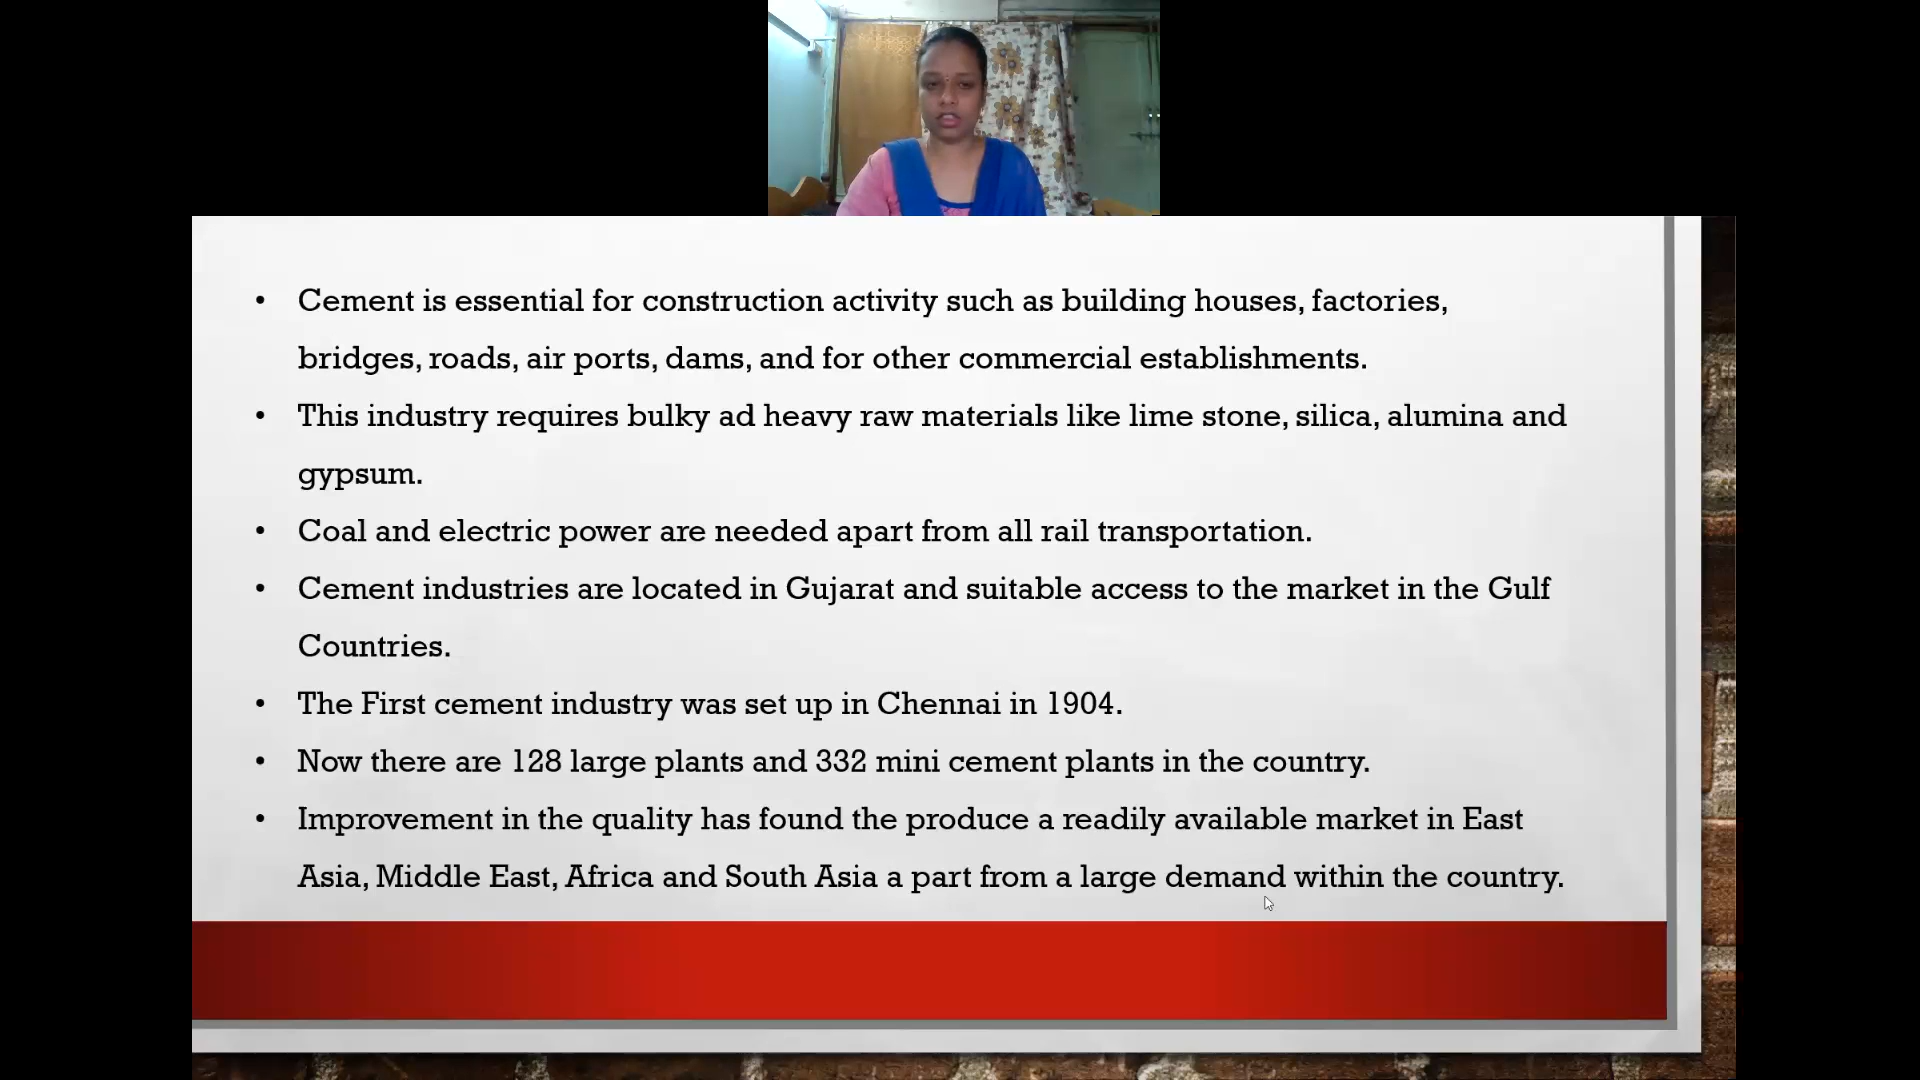 • Cement is essential for construction activity such as building houses, factories,
bridges, roads, air ports, dams, and for other commercial establishments.
• This industry requires bulky ad heavy raw materials like lime stone, silica, alumina and
gypsum.
• Coal and electric power are needed apart from all rail transportation.
• Cement industries are located in Gujarat and suitable access to the market in the Gulf
Countries.
• The First cement industry was set up in Chennai in 1904.
• Now there are 128 large plants and 332 mini cement plants in the country.
• Improvement in the quality has found the produce a readily available market in East
Asia, Middle East, Africa and South Asia a part from a large demand within the country.